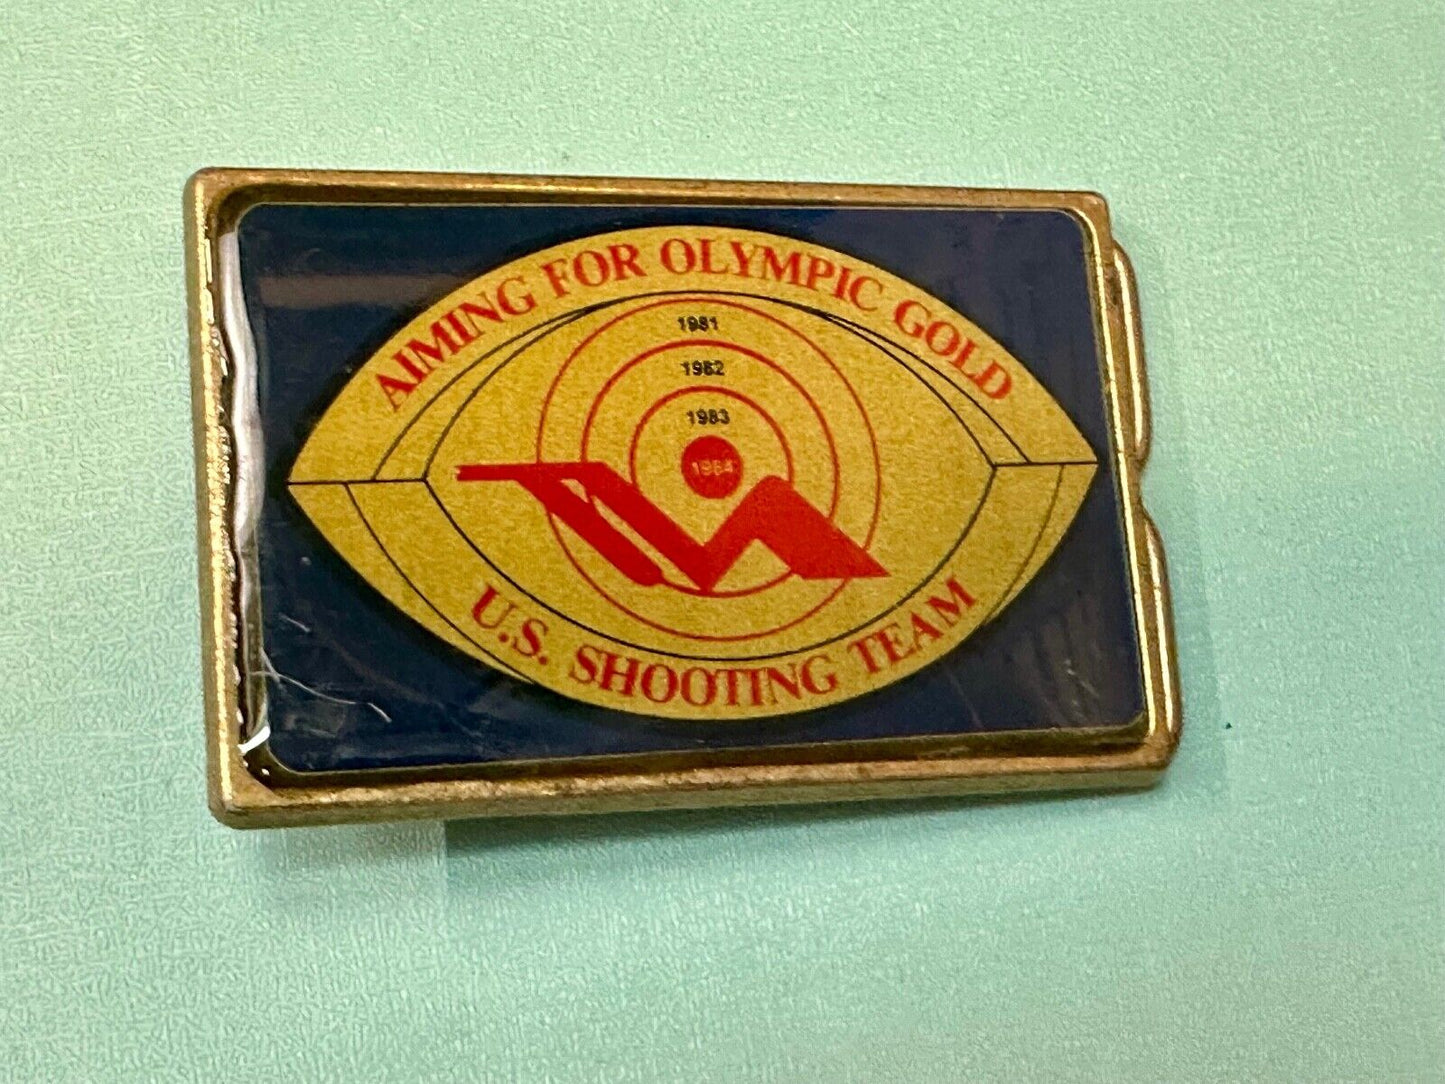 AIMING FOR OLYMPIC GOLD
1981
1982
1983
1984
U.S. SHOOTING TEAM